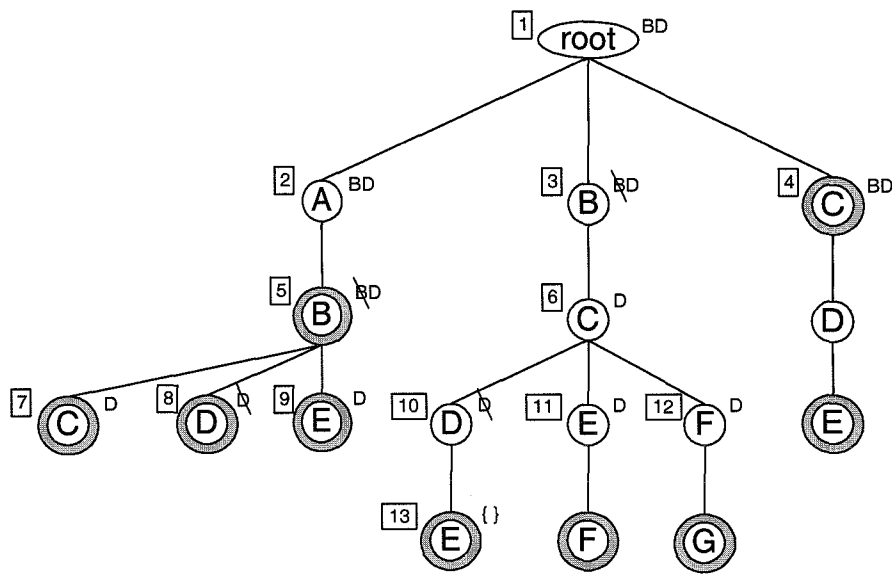 1 root BD
2 A BD
3 B BD
4 C BD
5 B BD
6 C D
D
7 C D
8 D D
9 E D
10 D D
11 E D
12 F D
E
13 E { }
F
G